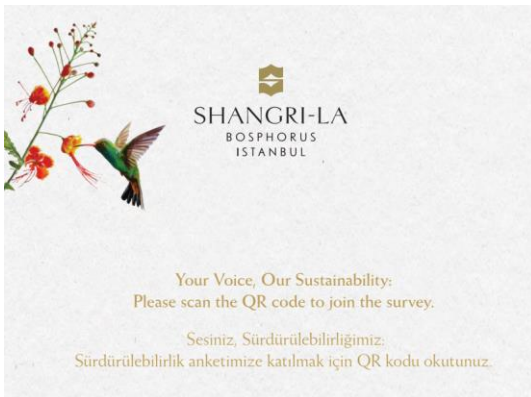 SHANGRI-LA
BOSPHORUS
ISTANBUL
Your Voice, Our Sustainability:
Please scan the QR code to join the survey.
Sesiniz, Sürdürülebilirliğimiz:
Sürdürülebilirlik anketimize katılmak için QR kodu okutunuz.